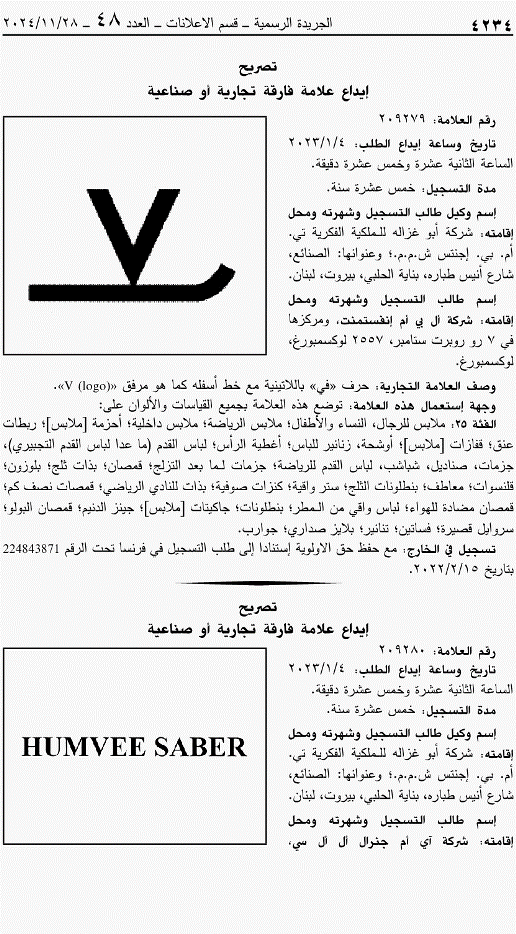 ٤٢٣٤
الجريدة الرسمية ــ قسم الاعلانات ــ العدد ٤٨ ــ ٢٠٢٤/١١/٢٨
تصريح
إيداع علامة فارقة تجارية أو صناعية
رقم العلامة: ٢٠٩٢٧٩
تاريخ وساعة إيداع الطلب: ٢٠٢٣/١/٤
الساعة الثانية عشرة وخمس عشرة دقيقة.
مدة التسجيل: خمس عشرة سنة.
إسم وكيل طالب التسجيل وشهرته ومحل
إقامته: شركة أبو غزاله للملكية الفكرية تي.
أم. بي. إجنتس ش.م.م.؛ وعنوانها: الصنائع،
شارع أنيس طباره، بناية الحلبي، بيروت، لبنان.
إسم طالب التسجيل وشهرته ومحل
إقامته: شركة أل بي أم إنفستمنت، ومركزها
في ٧ رو روبرت ستامبر، ٢٥٥٧ لوكسمبورغ،
لوكسمبورغ.
وصف العلامة التجارية: حرف «في» باللاتينية مع خط أسفله كما هو مرفق «V (logo)».
وجهة إستعمال هذه العلامة: توضع هذه العلامة بجميع القياسات والألوان على:
الفئة ٢٥: ملابس للرجال، النساء والأطفال؛ ملابس الرياضة؛ ملابس داخلية؛ أحزمة [ملابس]؛ ربطات
عنق؛ قفازات [ملابس]؛ أوشحة، زنانير للباس؛ أغطية الرأس؛ لباس القدم (ما عدا لباس القدم التجبيري)،
جزمات، صناديل، شباشب، لباس القدم للرياضة؛ جزمات لما بعد التزلج؛ قمصان؛ بذات ثلج؛ بلوزون؛
قلنسوات؛ معاطف؛ بنطلونات الثلج؛ ستر واقية؛ كنزات صوفية؛ بذات للنادي الرياضي؛ قمصات نصف كم؛
قمصان مضادة للهواء؛ لباس واقي من المطر؛ بنطلونات؛ جاكيتات [ملابس]؛ جينز الدنيم؛ قمصان البولو؛
سروايل قصيرة؛ فساتين؛ تنانير؛ بلايز صداري؛ جوارب.
تسجيل في الخارج: مع حفظ حق الاولوية إستنادا إلى طلب التسجيل في فرنسا تحت الرقم 224843871
بتاريخ ٢٠٢٢/٢/١٥.
تصريح
إيداع علامة فارقة تجارية أو صناعية
رقم العلامة: ٢٠٩٢٨٠
تاريخ وساعة إيداع الطلب: ٢٠٢٣/١/٤
الساعة الثانية عشرة وخمس عشرة دقيقة.
مدة التسجيل: خمس عشرة سنة.
إسم وكيل طالب التسجيل وشهرته ومحل
إقامته: شركة أبو غزاله للملكية الفكرية تي.
أم. بي. إجنتس ش.م.م.؛ وعنوانها: الصنائع،
شارع أنيس طباره، بناية الحلبي، بيروت، لبنان.
إسم طالب التسجيل وشهرته ومحل
إقامته: شركة آي أم جنرال أل أل سي،
HUMVEE SABER